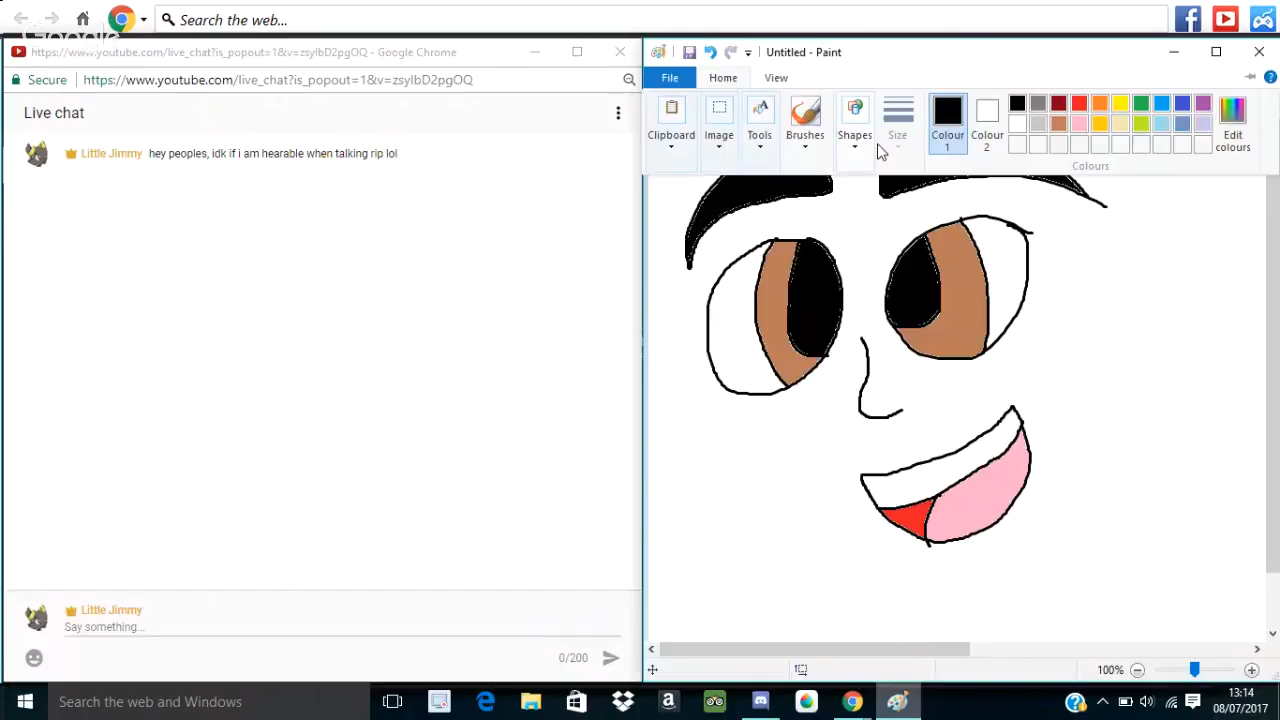 Search the web...
Google
https://www.youtube.com/live_chat?is_popout=1&v=zsylbD2pgOQ - Google Chrome
Secure https://www.youtube.com/live_chat?is_popout=1&v=zsylbD2pgOQ
Live chat
Little Jimmy hey peoples, idk if i am hearable when talking rip lol
Little Jimmy
Say something...
0/200
Untitled - Paint
File Home View
Clipboard Image Tools Brushes Shapes Size Colour 1 Colour 2 Edit colours
Colours
100%
Search the web and Windows
13:14
08/07/2017